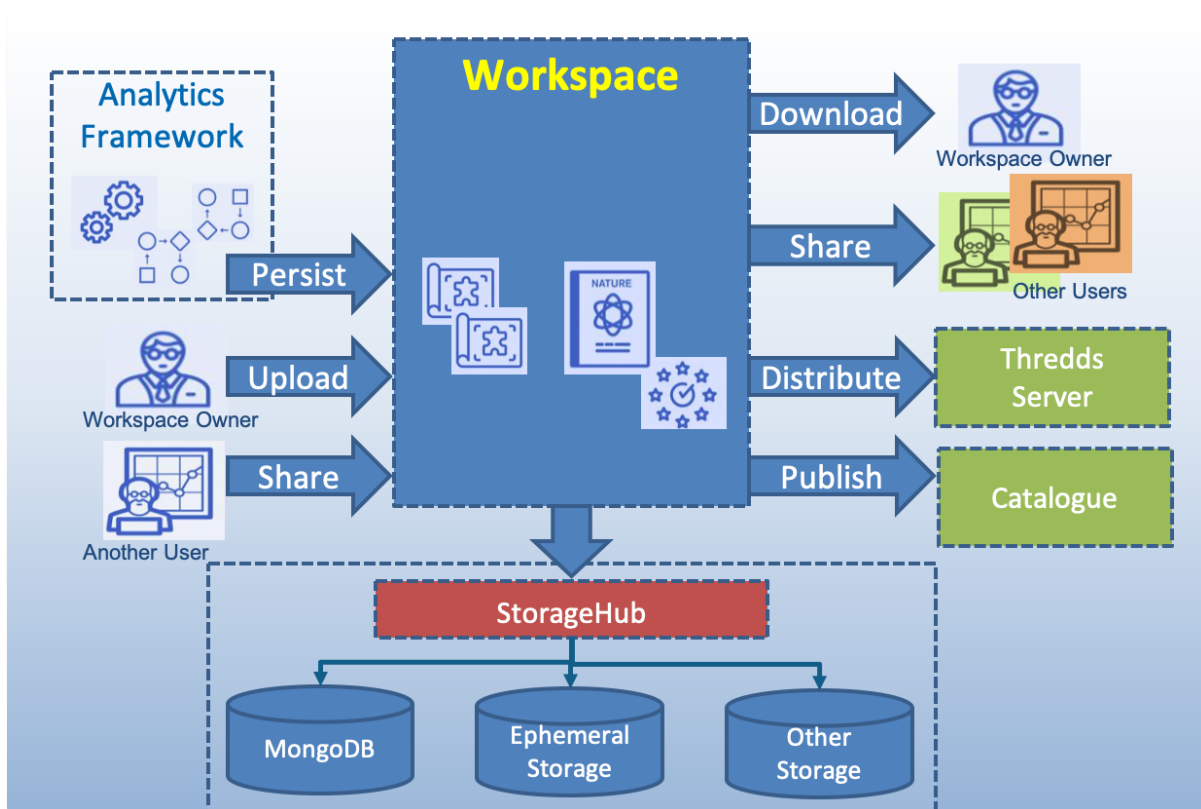 Workspace
Analytics
Framework
Persist
Workspace Owner
Upload
Another User
Share
NATURE
Download
Workspace Owner
Share
Other Users
Distribute
Thredds
Server
Publish
Catalogue
StorageHub
MongoDB
Ephemeral
Storage
Other
Storage